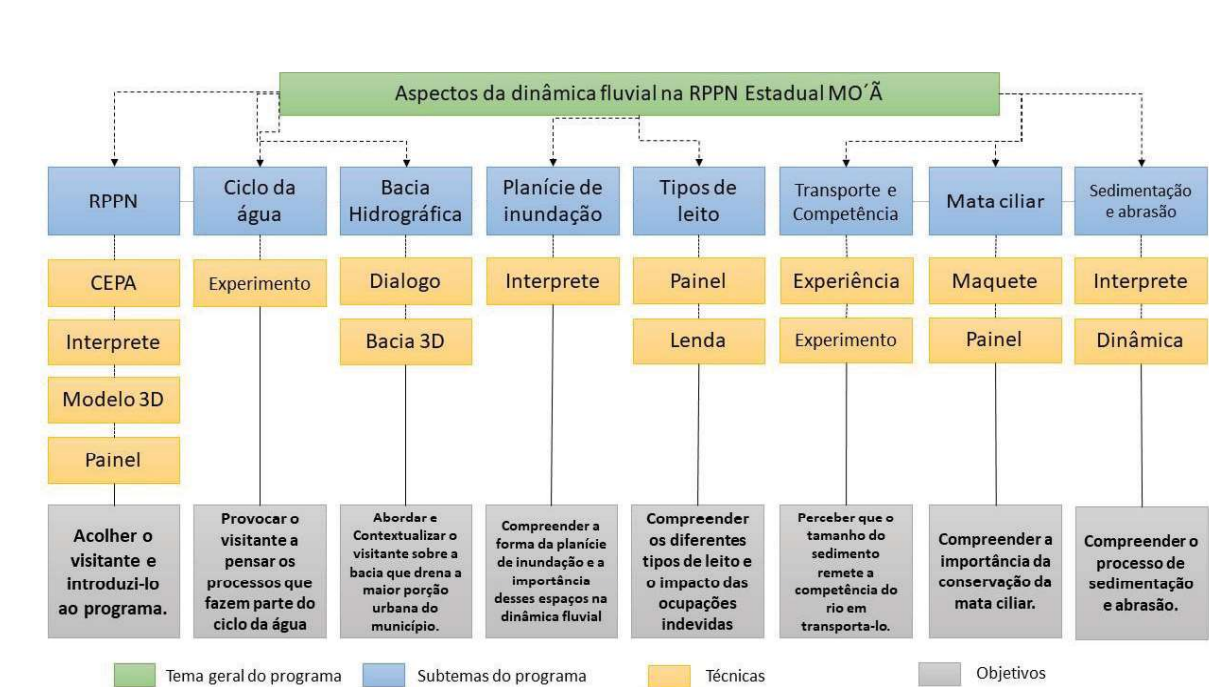 Aspectos da dinâmica fluvial na RPPN Estadual MO´Ã
RPPN
Ciclo da
água
Bacia
Hidrográfica
Planície de
inundação
Tipos de
leito
Transporte e
Competência
Mata ciliar
Sedimentação
e abrasão
CEPA
Interprete
Modelo 3D
Painel
Experimento
Dialogo
Bacia 3D
Interprete
Painel
Lenda
Experiência
Experimento
Maquete
Painel
Interprete
Dinâmica
Acolher o
visitante e
introduzi-lo
ao programa.
Provocar o
visitante a
pensar os
processos que
fazem parte do
ciclo da água
Abordar e
Contextualizar o
visitante sobre a
bacia que drena a
maior porção
urbana do
município.
Compreender a
forma da planície
de inundação e a
importância
desses espaços na
dinâmica fluvial
Compreender
os diferentes
tipos de leito e
o impacto das
ocupações
indevidas
Perceber que o
tamanho do
sedimento
remete a
competência do
rio em
transporta-lo.
Compreender a
importância da
conservação da
mata ciliar.
Compreender o
processo de
sedimentação
e abrasão.
Tema geral do programa
Subtemas do programa
Técnicas
Objetivos